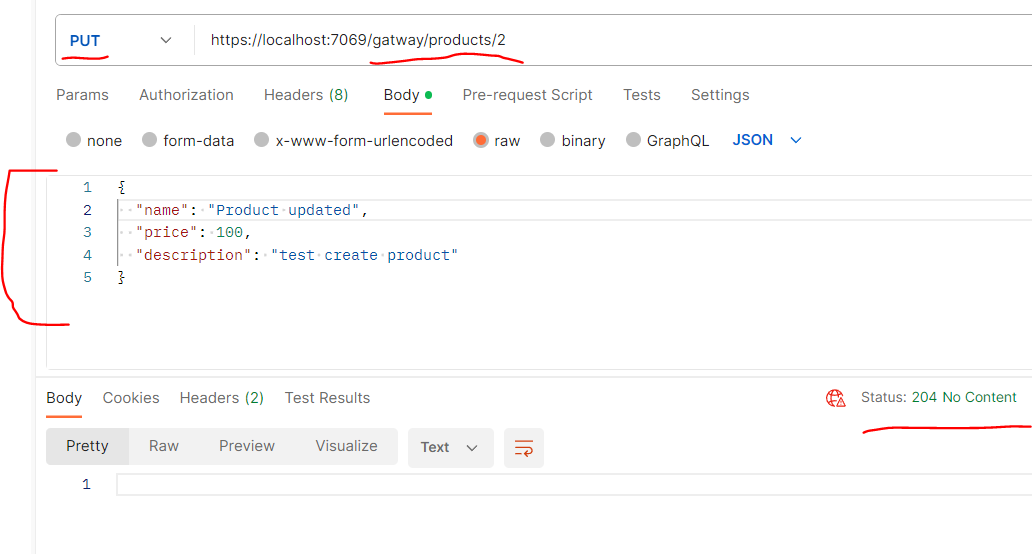 PUT https://localhost:7069/gatway/products/2
Params Authorization Headers (8) Body Pre-request Script Tests Settings
none form-data x-www-form-urlencoded raw binary GraphQL JSON
1 {
2 "name": "Product updated",
3 "price": 100,
4 "description": "test create product"
5 }
Body Cookies Headers (2) Test Results Status: 204 No Content
Pretty Raw Preview Visualize Text
1